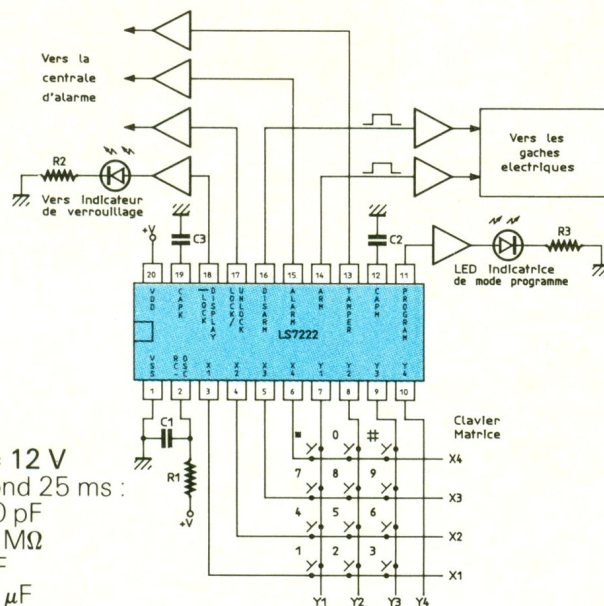 Vers la
centrale
d'alarme
R2
Vers indicateur
de verrouillage
+V
C3
C2
Vers les
gaches
electriques
R3
LED indicatrice
de mode programme
20 19 18 17 16 15 14 13 12 11
VDD
CAPK
LOCK
DISPLAY
LOCK/
UNLOCK
DISARM
ALARM
ARM
TAMPER
CAPM
PROGRAM
LS7222
VSS
RC-
OSC
X1
X2
X3
X4
Y1
Y2
Y3
Y4
1 2 3 4 5 6 7 8 9 10
C1
R1
+V
Clavier
Matrice
0 #
X4
7 8 9
X3
4 5 6
X2
1 2 3
X1
Y1 Y2 Y3 Y4
12 V
ond 25 ms :
0 pF
MΩ
F
μF